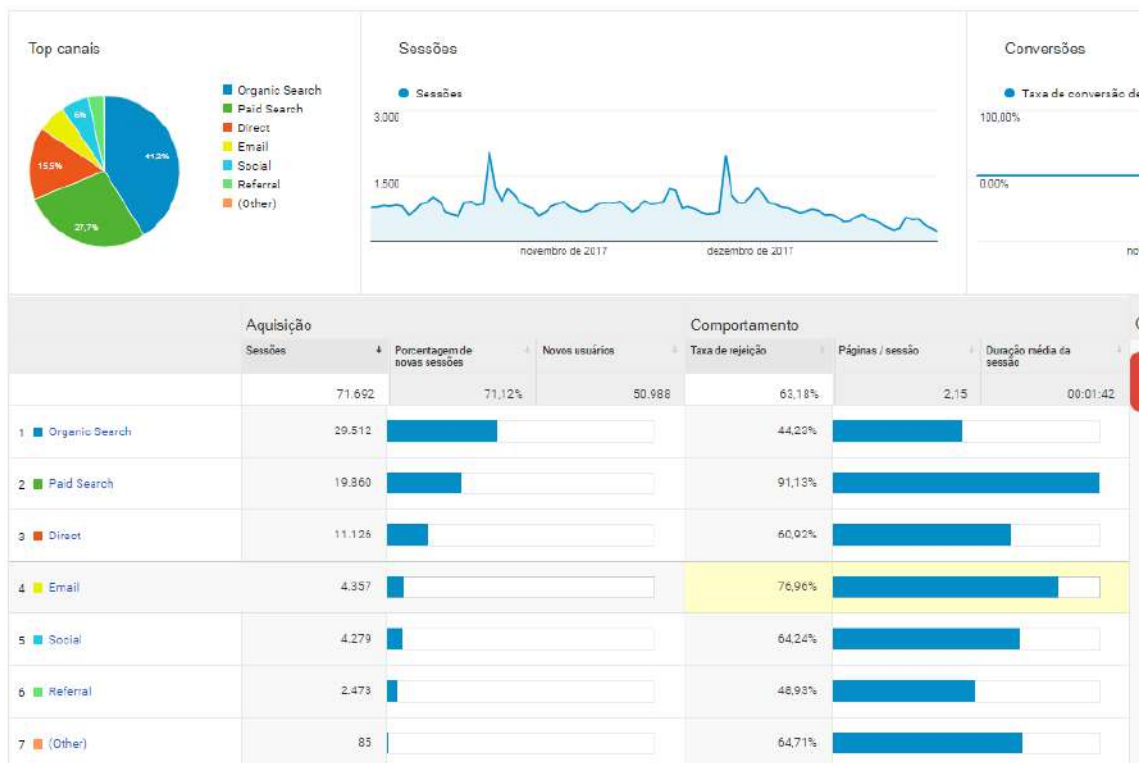 Top canais
Organic Search
Paid Search
Direct
Email
Social
Referral
(Other)
41,2%
27,7%
15,5%
6%
Sessões
Sessões
3.000
1.500
novembro de 2017
dezembro de 2017
Conversões
Taxa de conversão de
100,00%
0,00%
no
Aquisição
Comportamento
Sessões
Porcentagem de
novas sessões
Novos usuários
Taxa de rejeição
Páginas / sessão
Duração média da
sessão
71.692
71,12%
50.988
63,18%
2,15
00:01:42
1 Organic Search 29.512 44,23%
2 Paid Search 19.860 91,13%
3 Direct 11.126 60,92%
4 Email 4.357 76,96%
5 Social 4.279 64,24%
6 Referral 2.473 48,93%
7 (Other) 85 64,71%